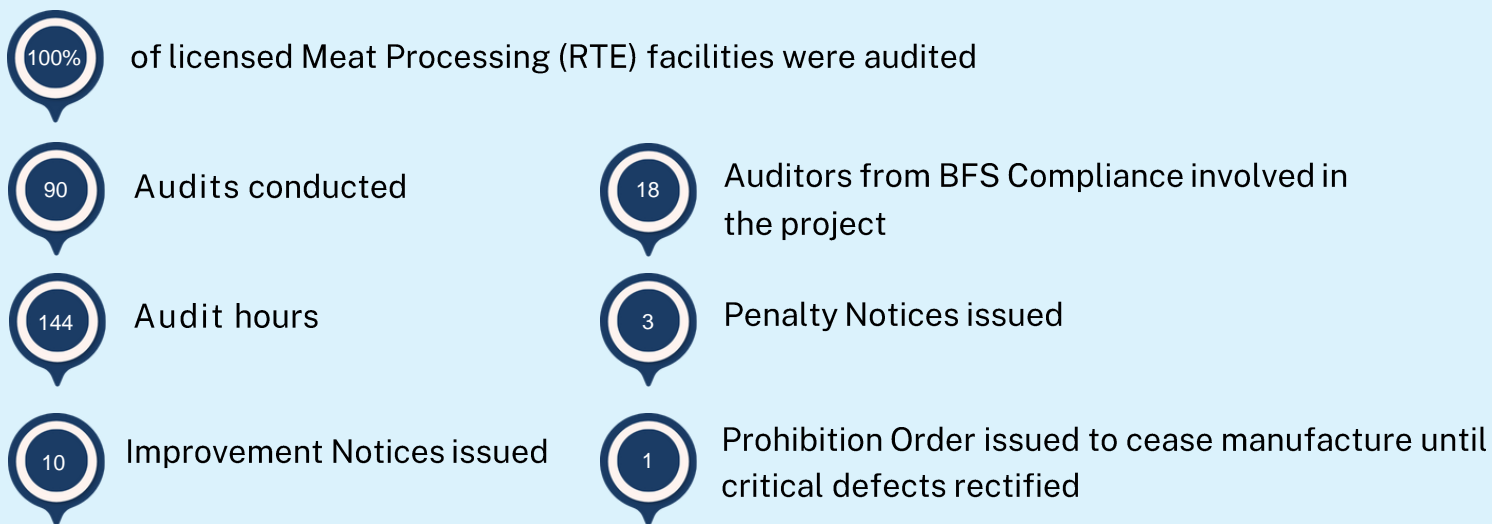 100% of licensed Meat Processing (RTE) facilities were audited
90 Audits conducted
18 Auditors from BFS Compliance involved in
the project
144 Audit hours
3 Penalty Notices issued
10 Improvement Notices issued
1 Prohibition Order issued to cease manufacture until
critical defects rectified